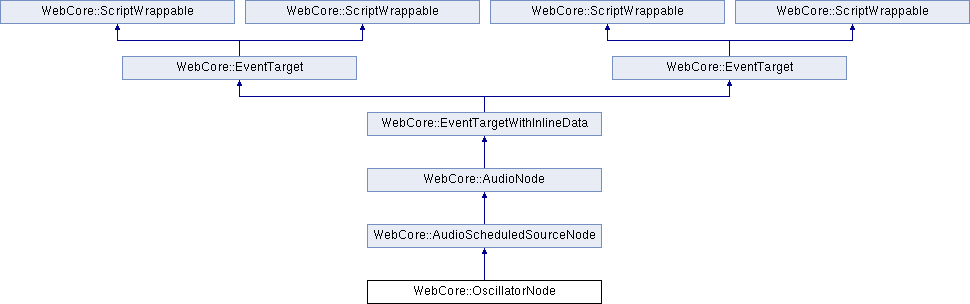 WebCore::ScriptWrappable
WebCore::ScriptWrappable
WebCore::ScriptWrappable
WebCore::ScriptWrappable
WebCore::EventTarget
WebCore::EventTarget
WebCore::EventTargetWithInlineData
WebCore::AudioNode
WebCore::AudioScheduledSourceNode
WebCore::OscillatorNode